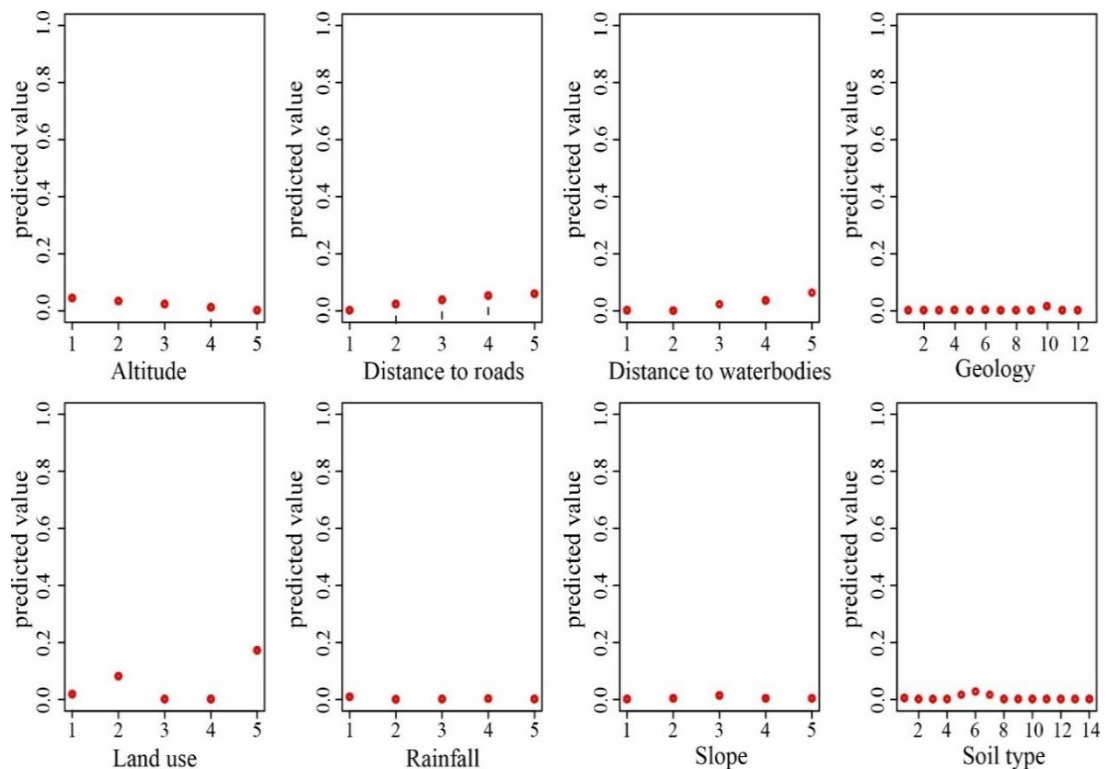 predicted value
0.0 0.2 0.4 0.6 0.8 1.0
1 2 3 4 5
Altitude
predicted value
0.0 0.2 0.4 0.6 0.8 1.0
1 2 3 4 5
Distance to roads
predicted value
0.0 0.2 0.4 0.6 0.8 1.0
1 2 3 4 5
Distance to waterbodies
predicted value
0.0 0.2 0.4 0.6 0.8 1.0
2 4 6 8 10 12
Geology
predicted value
0.0 0.2 0.4 0.6 0.8 1.0
1 2 3 4 5
Land use
predicted value
0.0 0.2 0.4 0.6 0.8 1.0
1 2 3 4 5
Rainfall
predicted value
0.0 0.2 0.4 0.6 0.8 1.0
1 2 3 4 5
Slope
predicted value
0.0 0.2 0.4 0.6 0.8 1.0
2 4 6 8 10 12 14
Soil type